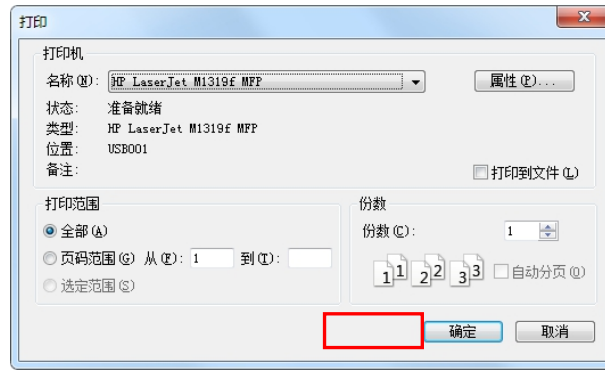 打印
打印机
名称(N): HP LaserJet M1319f MFP 属性(P)...
状态: 准备就绪
类型: HP LaserJet M1319f MFP
位置: USB001
备注: 打印到文件(L)
打印范围
全部(A)
页码范围(G) 从(F): 1 到(T):
选定范围(S)
份数
份数(C): 1
1 1 2 2 3 3 自动分页(O)
确定 取消